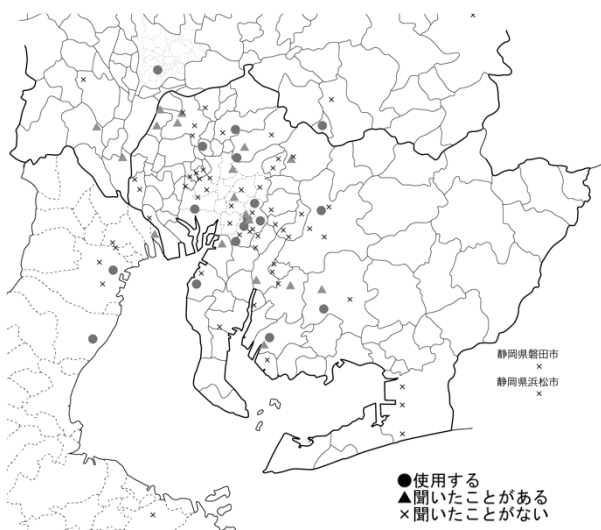 静岡県磐田市
×
静岡県浜松市
×
●使用する
▲聞いたことがある
×聞いたことがない